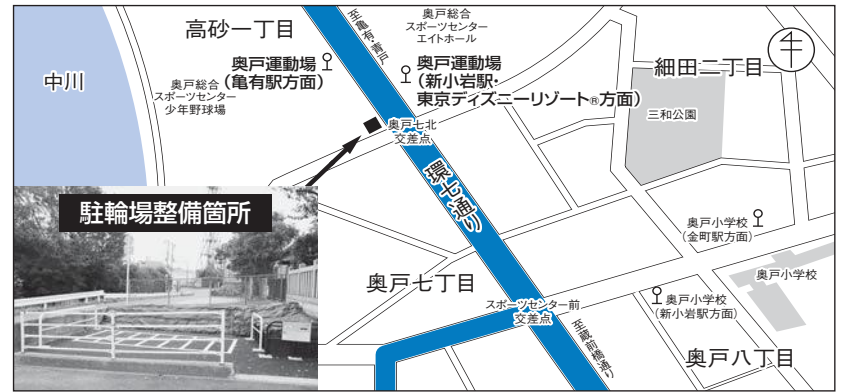 高砂一丁目
至亀有・青戸
奥戸総合
スポーツセンター
エイトホール
中川
奥戸運動場
(亀有駅方面)
奥戸総合
スポーツセンター
少年野球場
奥戸運動場
(新小岩駅・
東京ディズニーリゾート®方面)
細田二丁目
三和公園
奥戸七北
交差点
環七通り
駐輪場整備箇所
奥戸小学校
(金町駅方面)
奥戸小学校
奥戸七丁目
スポーツセンター前
交差点
奥戸小学校
(新小岩駅方面)
至蔵前橋通り
奥戸八丁目